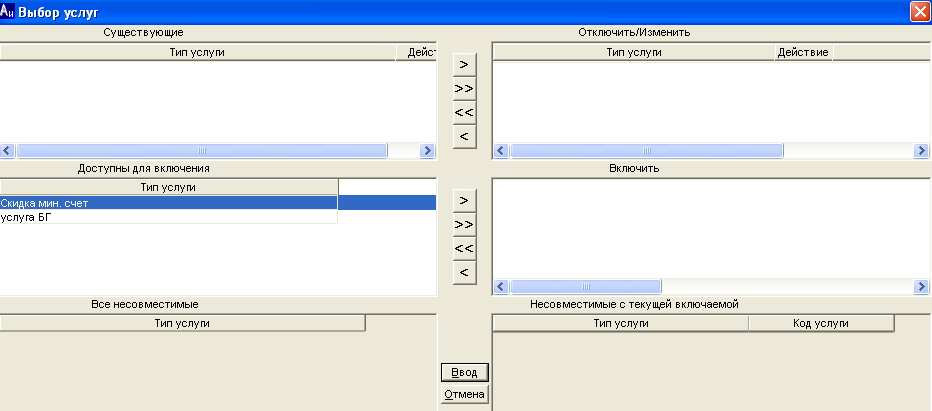 Ан Выбор услуг
Существующие
Отключить/Изменить
Тип услуги Дейст
Тип услуги Действие
>
>>
<<
<
Доступны для включения
Включить
Тип услуги
Скидка мин. счет
услуга БГ
>
>>
<<
<
Все несовместимые
Несовместимые с текущей включаемой
Тип услуги
Тип услуги Код услуги
Ввод
Отмена